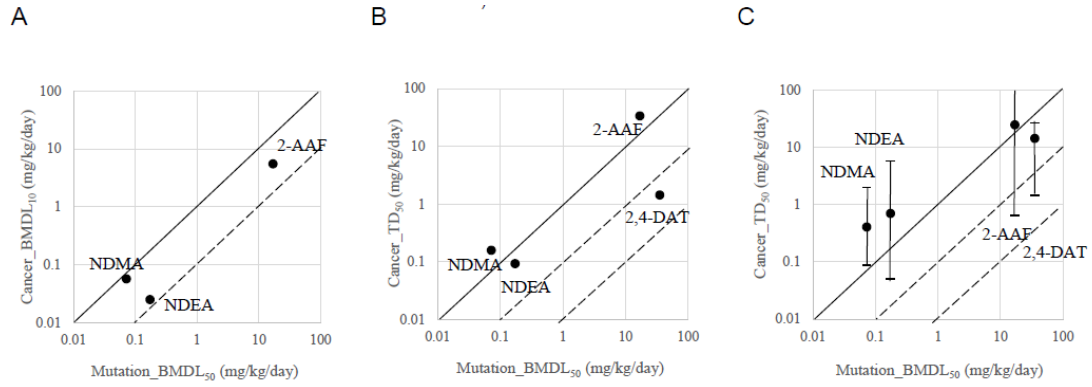 A
B
C
100
10
1
0.1
0.01
0.01
0.1
1
10
100
Cancer_BMDL₁₀ (mg/kg/day)
Mutation_BMDL₅₀ (mg/kg/day)
2-AAF
NDMA
NDEA
100
10
1
0.1
0.01
0.01
0.1
1
10
100
Cancer_TD₅₀ (mg/kg/day)
Mutation_BMDL₅₀ (mg/kg/day)
2-AAF
2,4-DAT
NDMA
NDEA
100
10
1
0.1
0.01
0.01
0.1
1
10
100
Cancer_TD₅₀ (mg/kg/day)
Mutation_BMDL₅₀ (mg/kg/day)
NDEA
NDMA
2-AAF
2,4-DAT